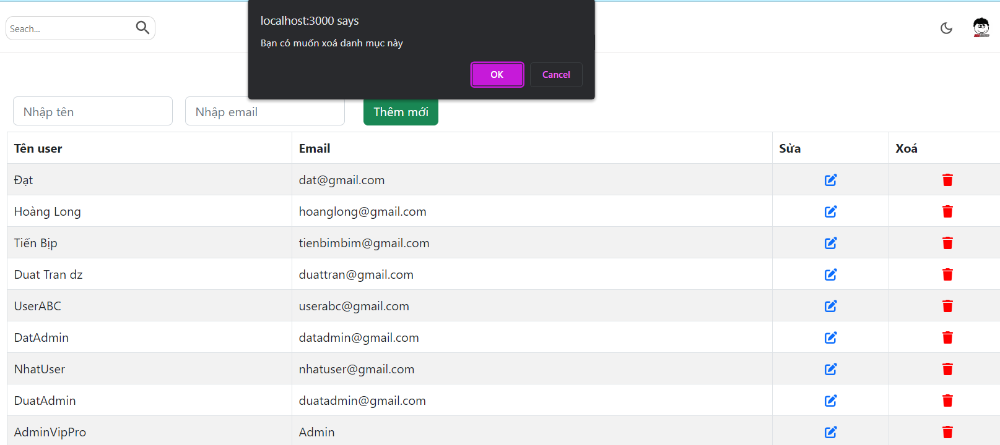 Seach...
localhost:3000 says
Bạn có muốn xoá danh mục này
OK Cancel
Nhập tên Nhập email Thêm mới
Tên user Email Sửa Xoá
Đạt dat@gmail.com
Hoàng Long hoanglong@gmail.com
Tiến Bịp tienbimbim@gmail.com
Duat Tran dz duattran@gmail.com
UserABC userabc@gmail.com
DatAdmin datadmin@gmail.com
NhatUser nhatuser@gmail.com
DuatAdmin duatadmin@gmail.com
AdminVipPro Admin